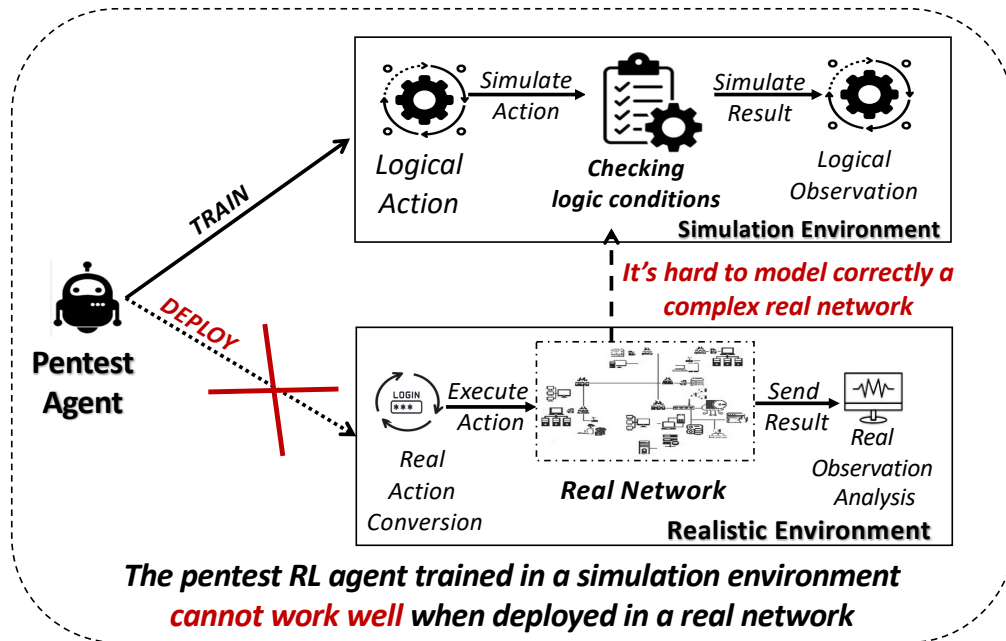 Simulate
Action
Simulate
Result
Logical
Action
Checking
logic conditions
Logical
Observation
Simulation Environment
TRAIN
It's hard to model correctly a
complex real network
DEPLOY
Pentest
Agent
LOGIN
***
Execute
Action
Send
Result
Real
Action
Conversion
Real Network
Real
Observation
Analysis
Realistic Environment
The pentest RL agent trained in a simulation environment
cannot work well when deployed in a real network